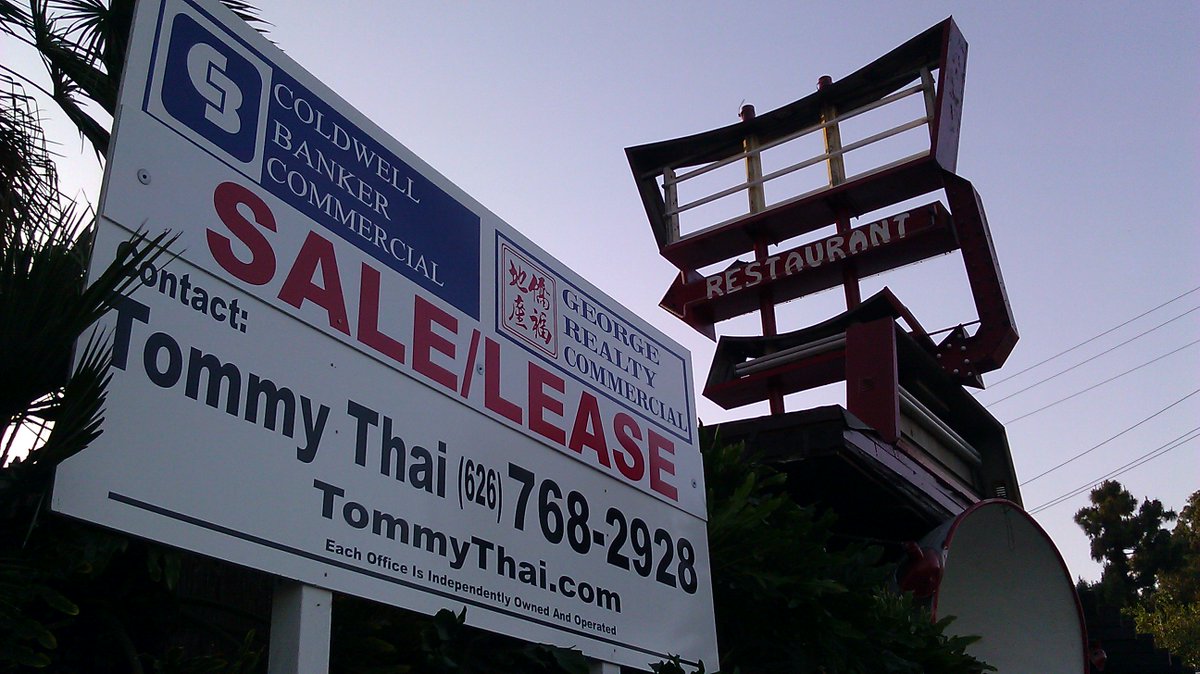 CB
COLDWELL
BANKER
COMMERCIAL
僑福
地產
GEORGE
REALTY
COMMERCIAL
SALE/LEASE
Contact:
Tommy Thai (626) 768-2928
TommyThai.com
Each Office Is Independently Owned And Operated
RESTAURANT